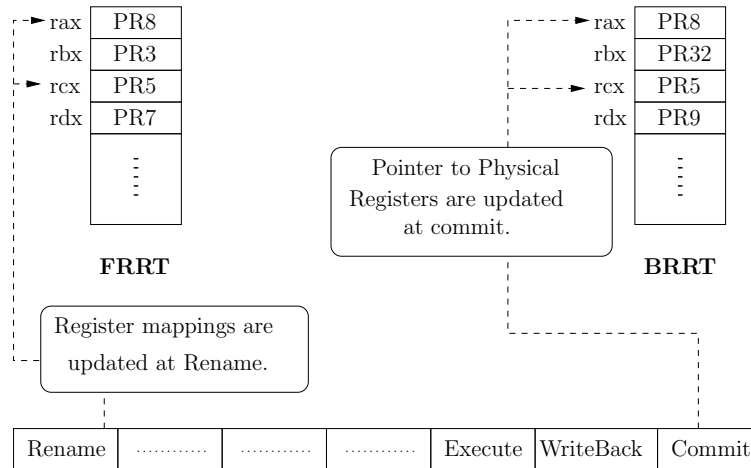 rax PR8
rbx PR3
rcx PR5
rdx PR7
FRRT
rax PR8
rbx PR32
rcx PR5
rdx PR9
Pointer to Physical
Registers are updated
at commit.
BRRT
Register mappings are
updated at Rename.
Rename ............ ............ ............ Execute WriteBack Commit